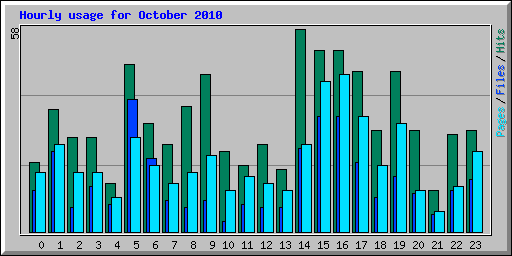 Hourly usage for October 2010
58
Pages/Files/Hits
0 1 2 3 4 5 6 7 8 9 10 11 12 13 14 15 16 17 18 19 20 21 22 23